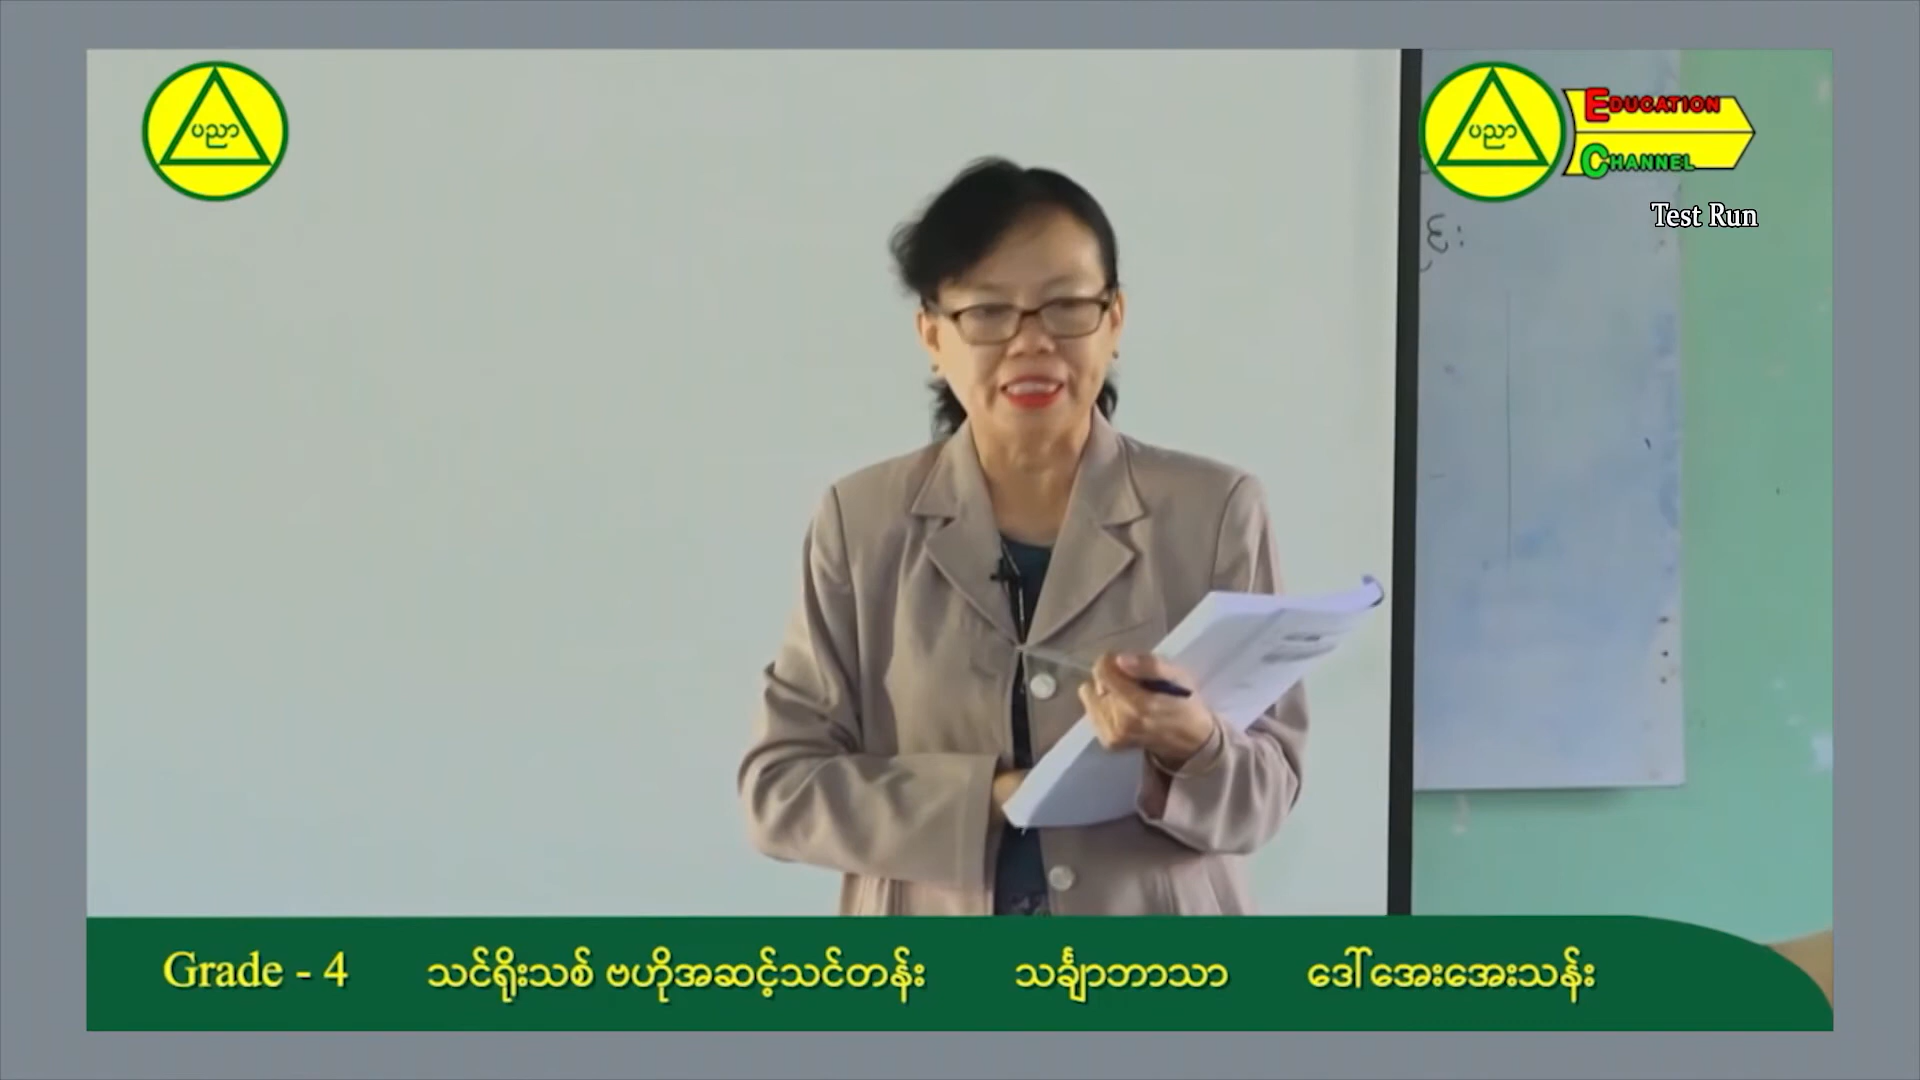 ပညာ
ပညာ
EDUCATION
CHANNEL
Test Run
Grade - 4 သင်ရိုးသစ် ဗဟိုအဆင့်သင်တန်း သင်္ချာဘာသာ ဒေါ်အေးအေးသန်း